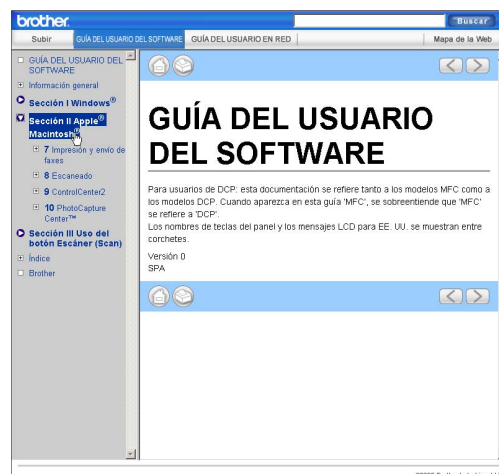 brother.
Buscar
Subir
GUÍA DEL USUARIO DEL SOFTWARE
GUÍA DEL USUARIO EN RED
Mapa de la Web
GUÍA DEL USUARIO DEL
SOFTWARE
Información general
Sección I Windows®
Sección II Apple®
Macintosh®
7 Impresión y envío de
faxes
8 Escaneado
9 ControlCenter2
10 PhotoCapture
Center™
Sección III Uso del
botón Escáner (Scan)
Índice
Brother
GUÍA DEL USUARIO
DEL SOFTWARE
Para usuarios de DCP: esta documentación se refiere tanto a los modelos MFC como a
los modelos DCP. Cuando aparezca en esta guía 'MFC', se sobreentiende que 'MFC'
se refiere a 'DCP'.
Los nombres de teclas del panel y los mensajes LCD para EE. UU. se muestran entre
corchetes.
Versión 0
SPA